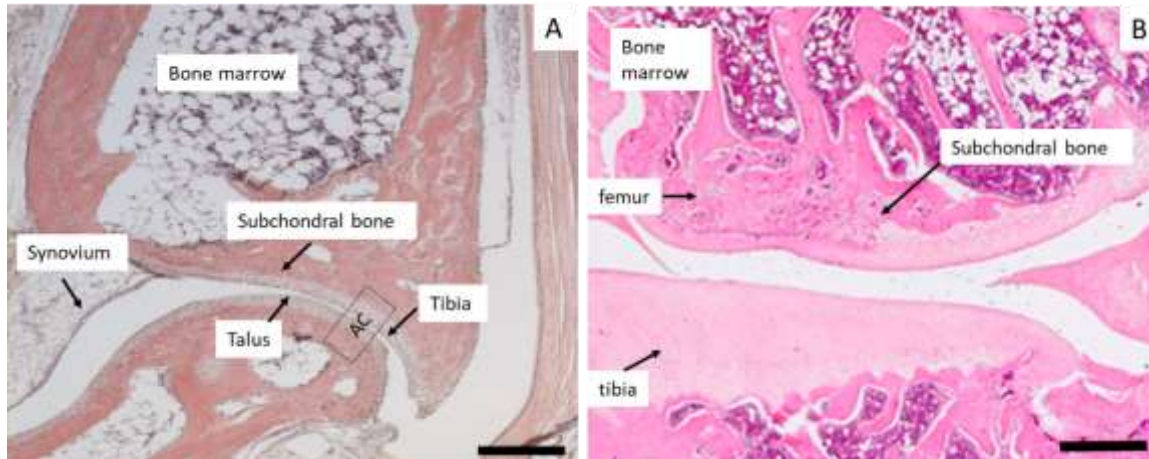 A
Bone marrow
Subchondral bone
Synovium
Tibia
AC
Talus
B
Bone
marrow
Subchondral bone
femur
tibia